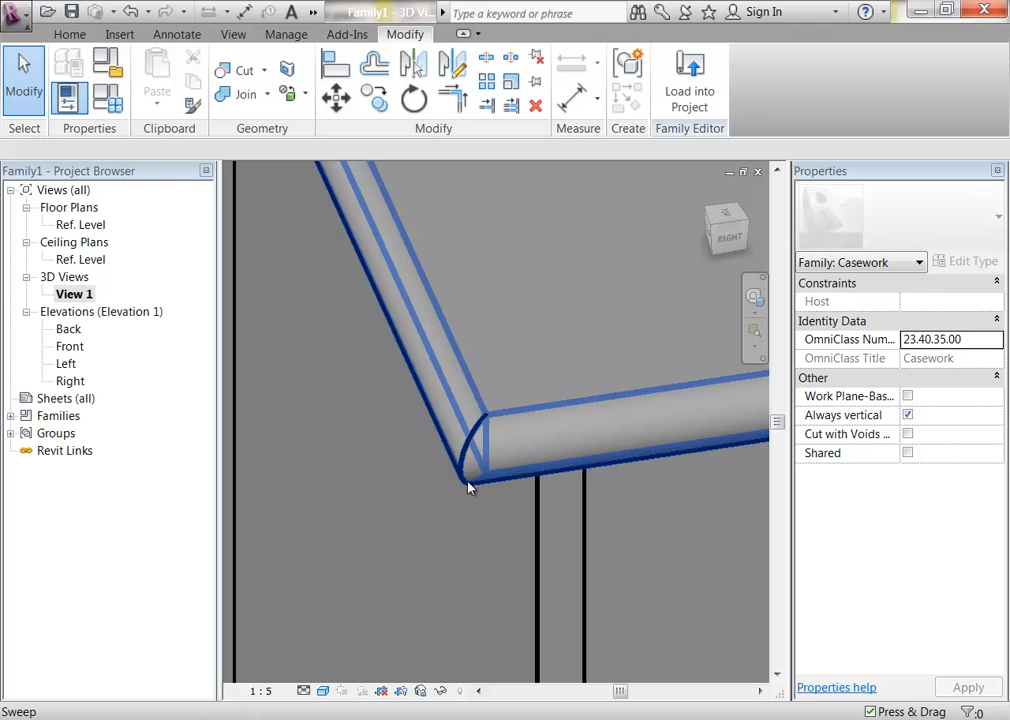 Family1 - 3D Vi...
Type a keyword or phrase
Sign In
Home
Insert
Annotate
View
Manage
Add-Ins
Modify
Modify
Paste
Cut
Join
Load into
Project
Select
Properties
Clipboard
Geometry
Modify
Measure
Create
Family Editor
Family1 - Project Browser
Views (all)
Floor Plans
Ref. Level
Ceiling Plans
Ref. Level
3D Views
View 1
Elevations (Elevation 1)
Back
Front
Left
Right
Sheets (all)
Families
Groups
Revit Links
RIGHT
Properties
Family: Casework
Edit Type
Constraints
Host
Identity Data
OmniClass Num...
23.40.35.00
OmniClass Title
Casework
Other
Work Plane-Bas...
Always vertical
Cut with Voids ...
Shared
Properties help
Apply
1 : 5
Sweep
Press & Drag
:0